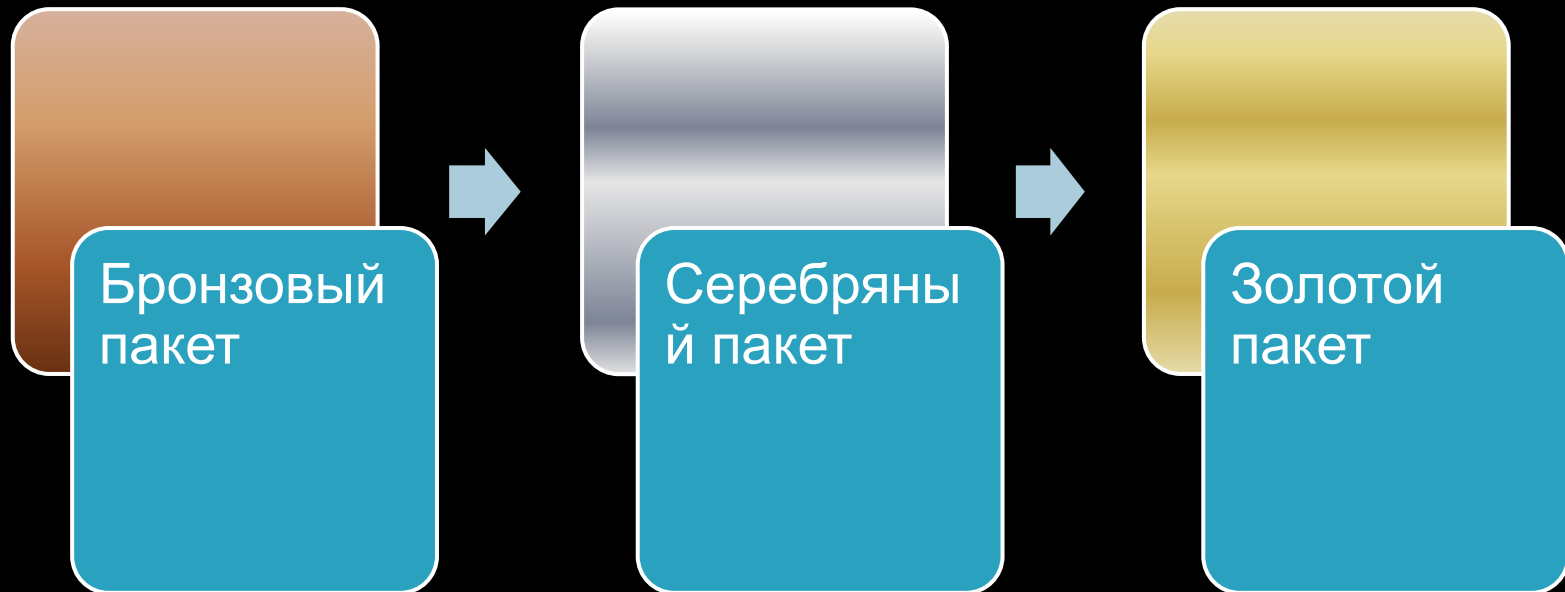 Бронзовый
пакет
Серебряны
й пакет
Золотой
пакет